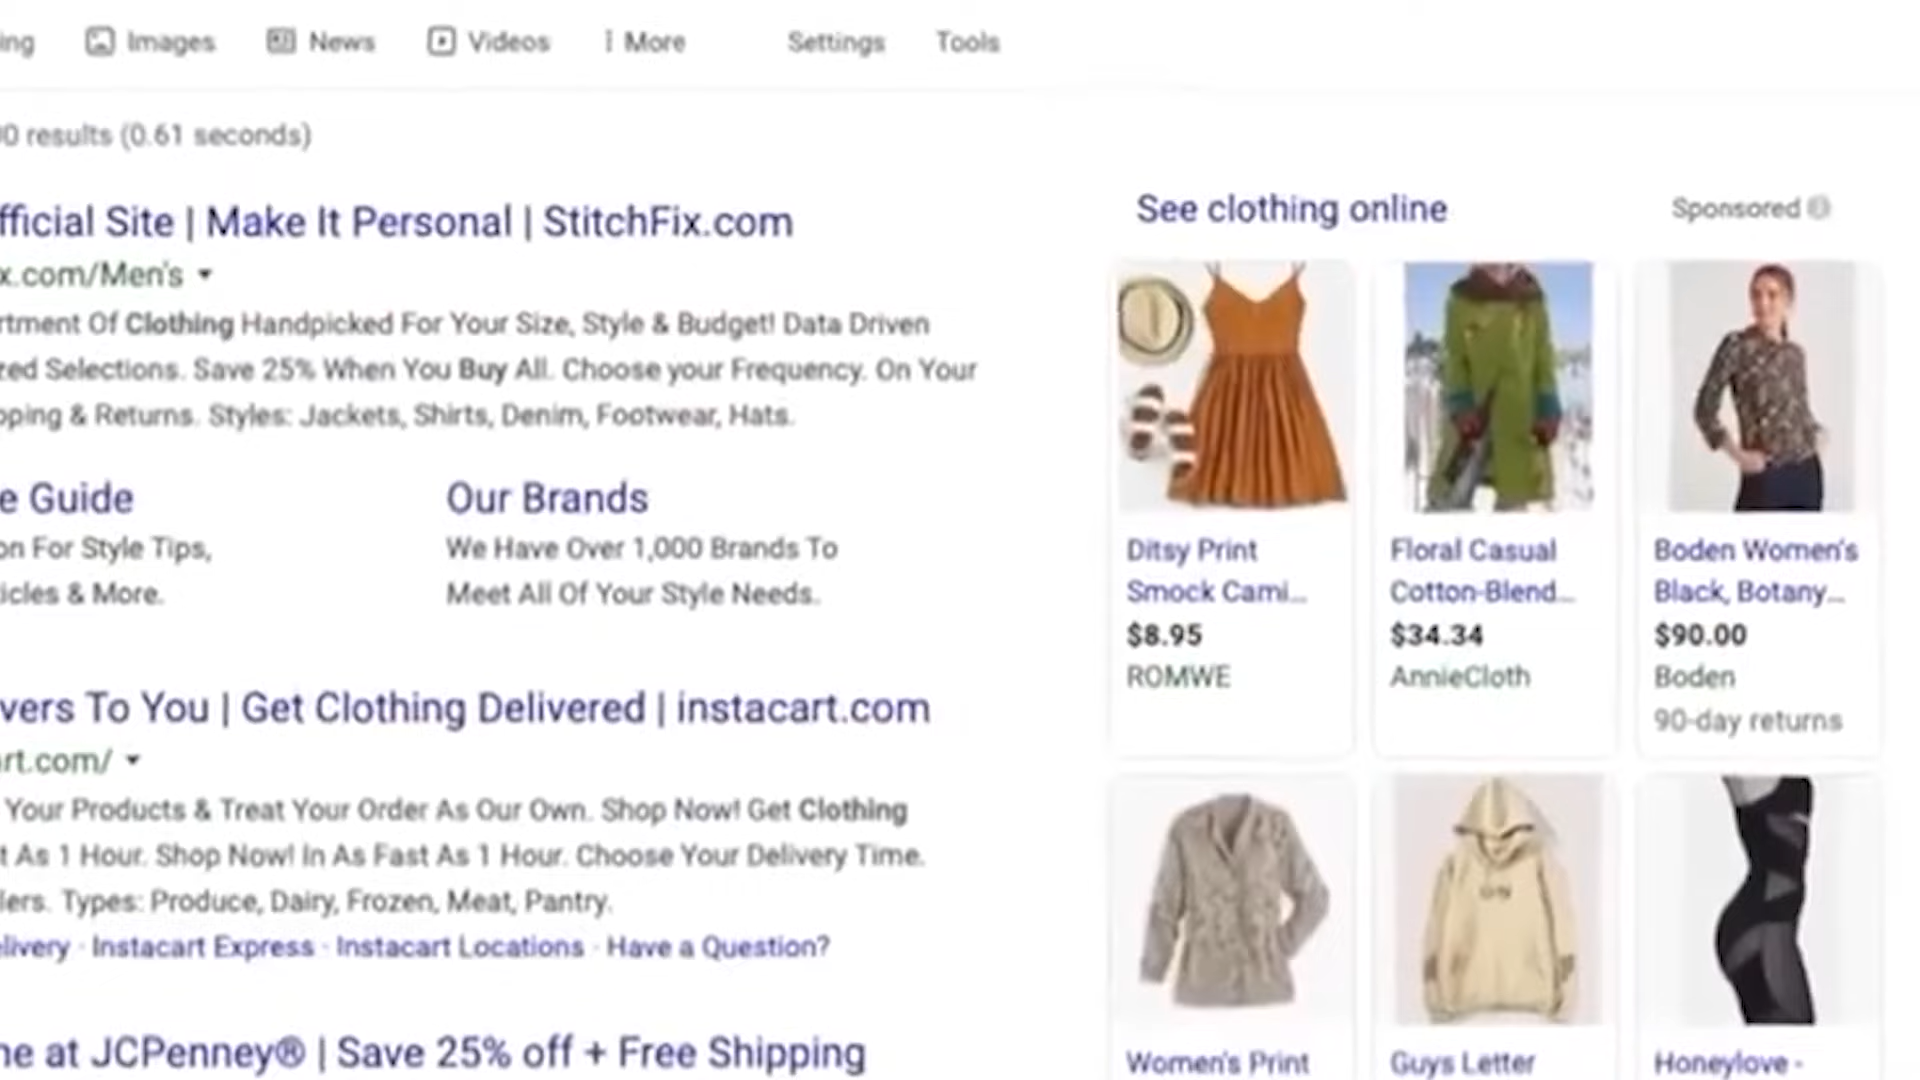 ing Images News Videos More Settings Tools
00 results (0.61 seconds)
fficial Site | Make It Personal | StitchFix.com
x.com/Men's
rtment Of Clothing Handpicked For Your Size, Style & Budget! Data Driven
zed Selections. Save 25% When You Buy All. Choose your Frequency. On Your
pping & Returns. Styles: Jackets, Shirts, Denim, Footwear, Hats.
e Guide
on For Style Tips,
icles & More.
Our Brands
We Have Over 1,000 Brands To
Meet All Of Your Style Needs.
vers To You | Get Clothing Delivered | instacart.com
art.com/
Your Products & Treat Your Order As Our Own. Shop Now! Get Clothing
t As 1 Hour. Shop Now! In As Fast As 1 Hour. Choose Your Delivery Time.
lers. Types: Produce, Dairy, Frozen, Meat, Pantry.
elivery · Instacart Express · Instacart Locations · Have a Question?
ne at JCPenney® | Save 25% off + Free Shipping
See clothing online
Sponsored
Ditsy Print
Smock Cami...
$8.95
ROMWE
Floral Casual
Cotton-Blend...
$34.34
AnnieCloth
Boden Women's
Black, Botany...
$90.00
Boden
90-day returns
Women's Print
Guys Letter
Honeylove -